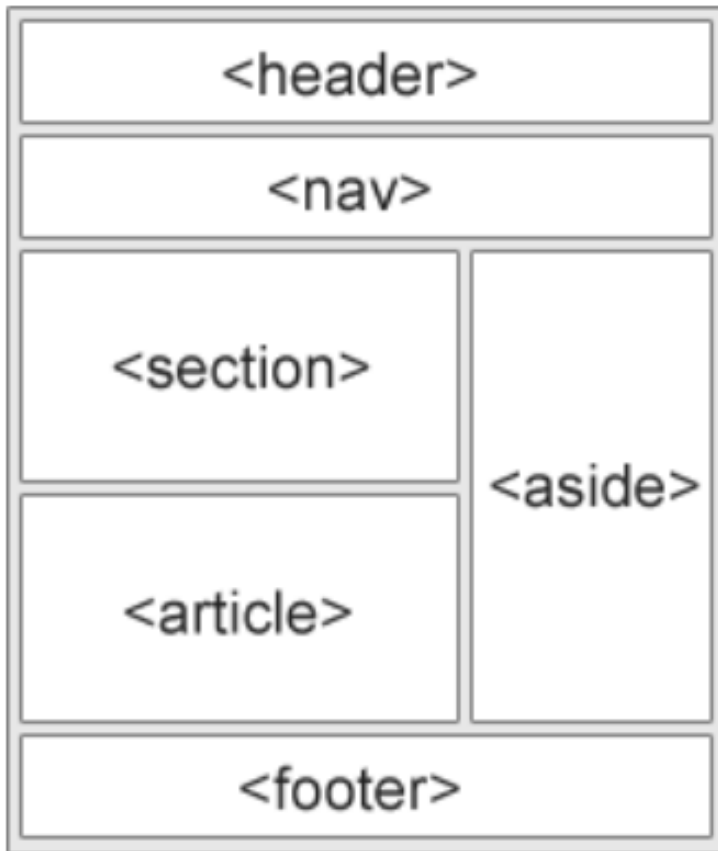 <header>
<nav>
<section>
<article>
<aside>
<footer>